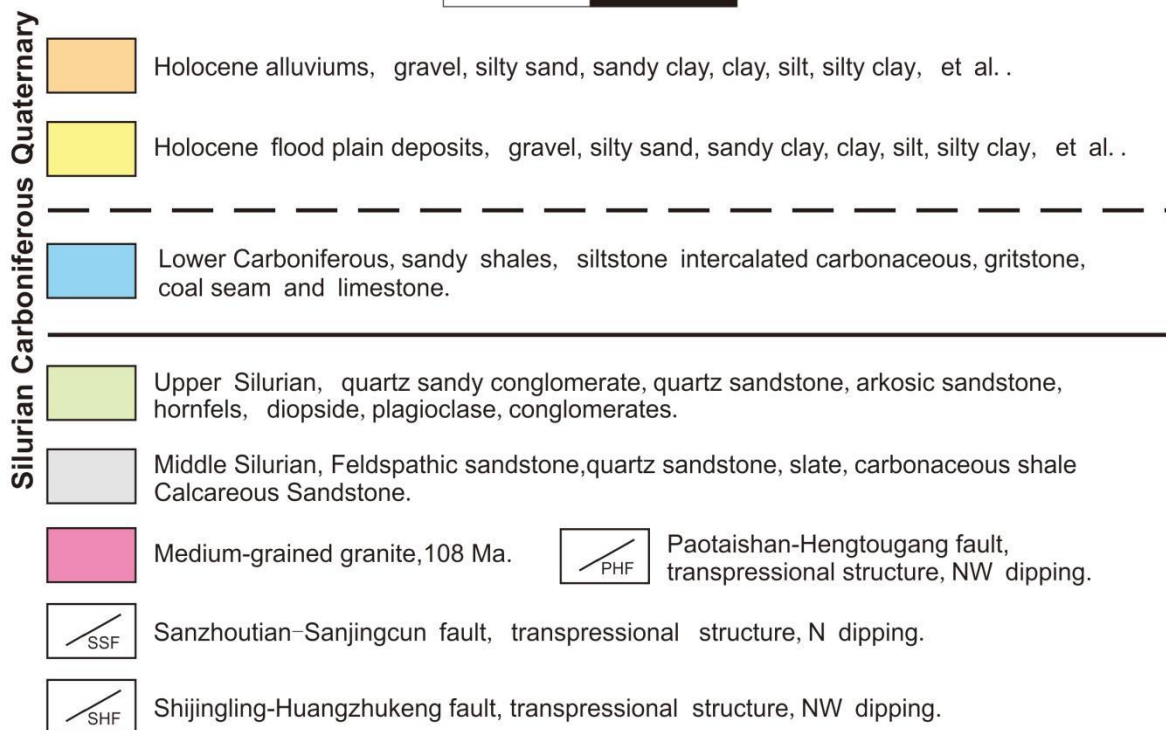 Silurian Carboniferous Quaternary
Holocene alluviums, gravel, silty sand, sandy clay, clay, silt, silty clay, et al. .
Holocene flood plain deposits, gravel, silty sand, sandy clay, clay, silt, silty clay, et al. .
Lower Carboniferous, sandy shales, siltstone intercalated carbonaceous, gritstone,
coal seam and limestone.
Upper Silurian, quartz sandy conglomerate, quartz sandstone, arkosic sandstone,
hornfels, diopside, plagioclase, conglomerates.
Middle Silurian, Feldspathic sandstone,quartz sandstone, slate, carbonaceous shale
Calcareous Sandstone.
Medium-grained granite,108 Ma.
PHF
Paotaishan-Hengtougang fault,
transpressional structure, NW dipping.
SSF
Sanzhoutian-Sanjingcun fault, transpressional structure, N dipping.
SHF
Shijingling-Huangzhukeng fault, transpressional structure, NW dipping.